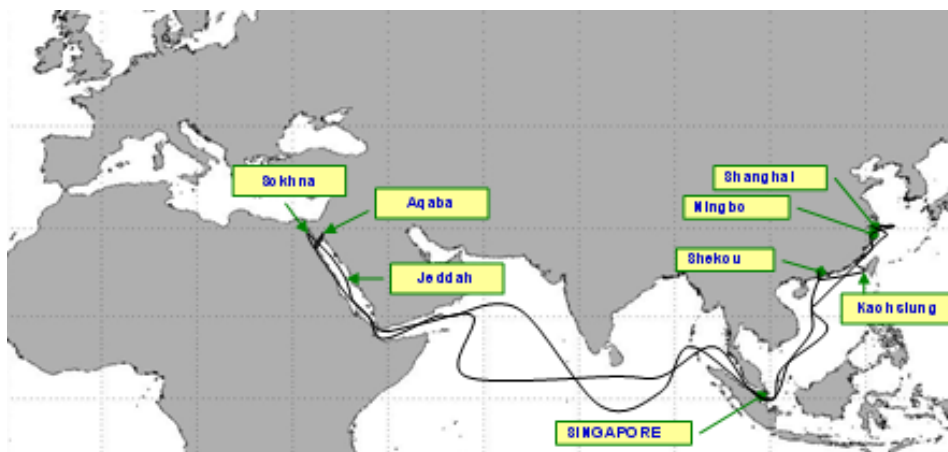 Shanghai
Sokhna
Aqaba
Ningbo
Shekou
Jeddah
Kaohsiung
SINGAPORE